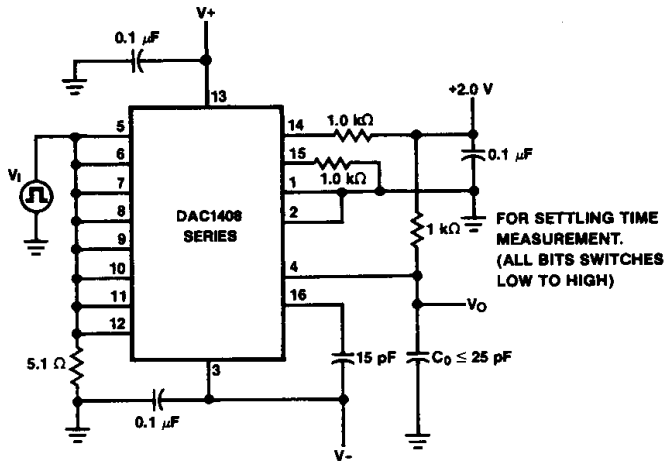 V+
0.1 μF
13
+2.0 V
5
14
1.0 kΩ
6
15
0.1 μF
VI
7
1
1.0 kΩ
8
DAC1408
SERIES
2
FOR SETTLING TIME
MEASUREMENT.
(ALL BITS SWITCHES
LOW TO HIGH)
9
1 kΩ
10
4
11
16
VO
12
5.1 Ω
15 pF
CO ≤ 25 pF
3
0.1 μF
V-